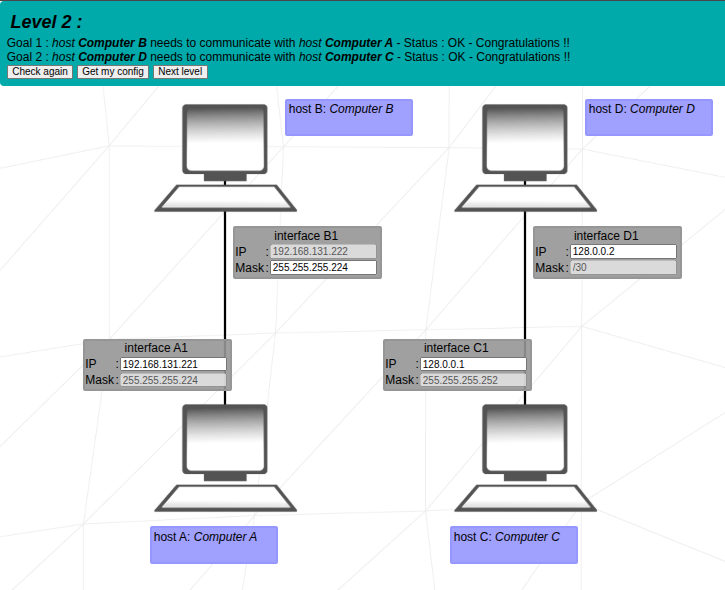 Level 2 :
Goal 1 : host Computer B needs to communicate with host Computer A - Status : OK - Congratulations !!
Goal 2 : host Computer D needs to communicate with host Computer C - Status : OK - Congratulations !!
Check again Get my config Next level
host B: Computer B
host D: Computer D
interface B1
IP : 192.168.131.222
Mask : 255.255.255.224
interface D1
IP : 128.0.0.2
Mask : /30
interface A1
IP : 192.168.131.221
Mask : 255.255.255.224
interface C1
IP : 128.0.0.1
Mask : 255.255.255.252
host A: Computer A
host C: Computer C